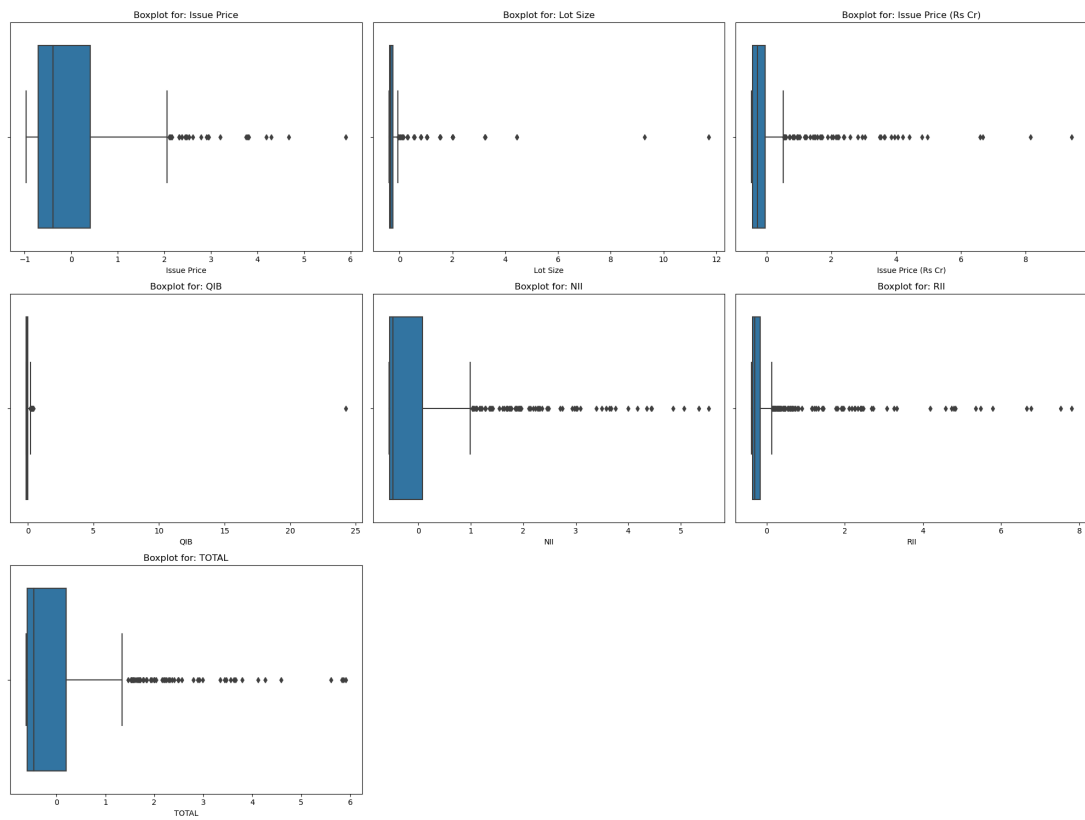 Boxplot for: Issue Price
Boxplot for: Lot Size
Boxplot for: Issue Price (Rs Cr)
−1 0 1 2 3 4 5 6
0 2 4 6 8 10 12
0 2 4 6 8
Issue Price
Lot Size
Issue Price (Rs Cr)
Boxplot for: QIB
Boxplot for: NII
Boxplot for: RII
0 5 10 15 20 25
0 1 2 3 4 5
0 2 4 6 8
QIB
NII
RII
Boxplot for: TOTAL
0 1 2 3 4 5 6
TOTAL